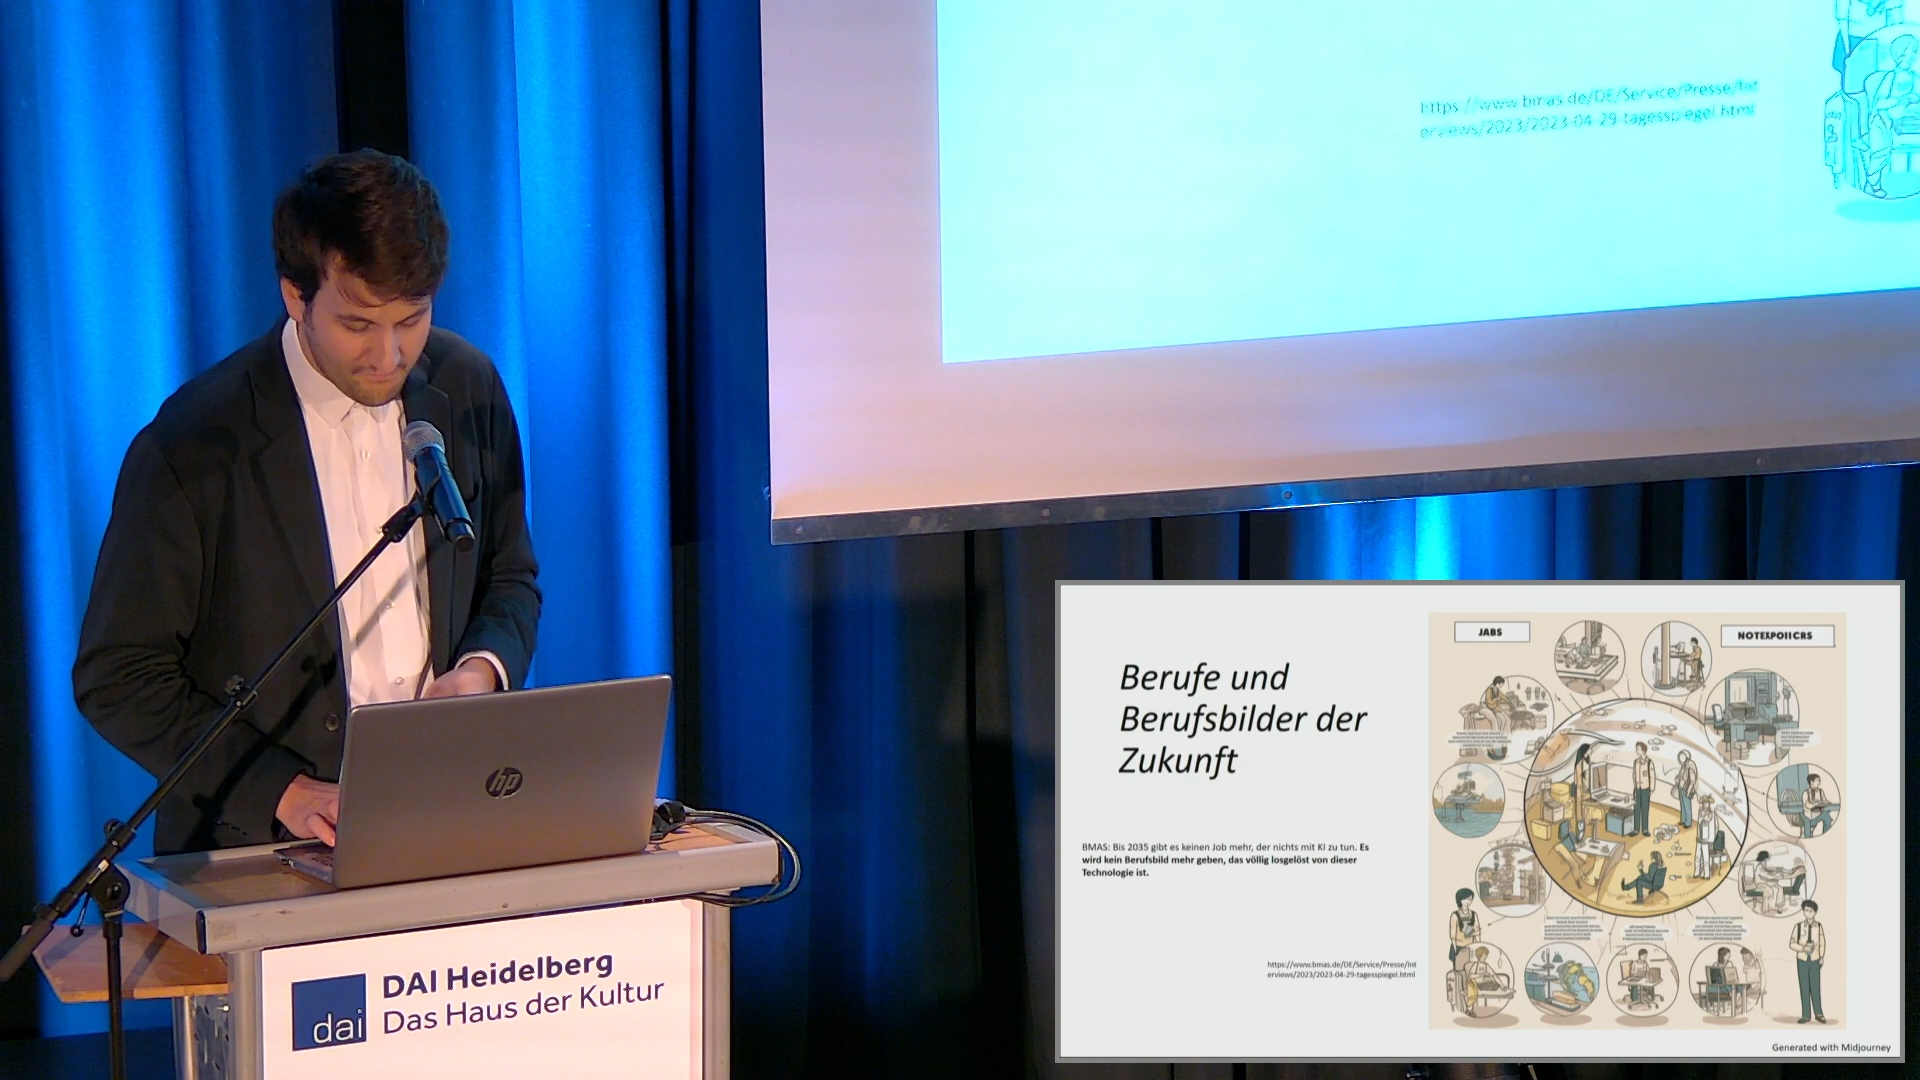 https://www.bmas.de/DE/Service/Presse/Int
erviews/2023/2023-04-29-tagesspiegel.html
JABS
NOTEXPOIICRS
Berufe und
Berufsbilder der
Zukunft
BMAS: Bis 2035 gibt es keinen Job mehr, der nichts mit KI zu tun. Es
wird kein Berufsbild mehr geben, das völlig losgelöst von dieser
Technologie ist.
https://www.bmas.de/DE/Service/Presse/Int
erviews/2023/2023-04-29-tagesspiegel.html
Generated with Midjourney
hp
dai
DAI Heidelberg
Das Haus der Kultur